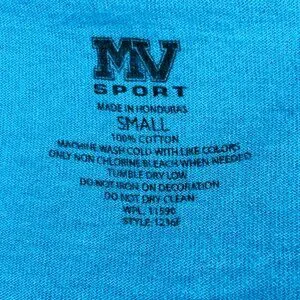 MV
SPORT
MADE IN HONDURAS
SMALL
100% COTTON
MACHINE WASH COLD WITH LIKE COLORS
ONLY NON CHLORINE BLEACH WHEN NEEDED
TUMBLE DRY LOW
DO NOT IRON ON DECORATION
DO NOT DRY CLEAN
WPL: 11590
STYLE:1236F